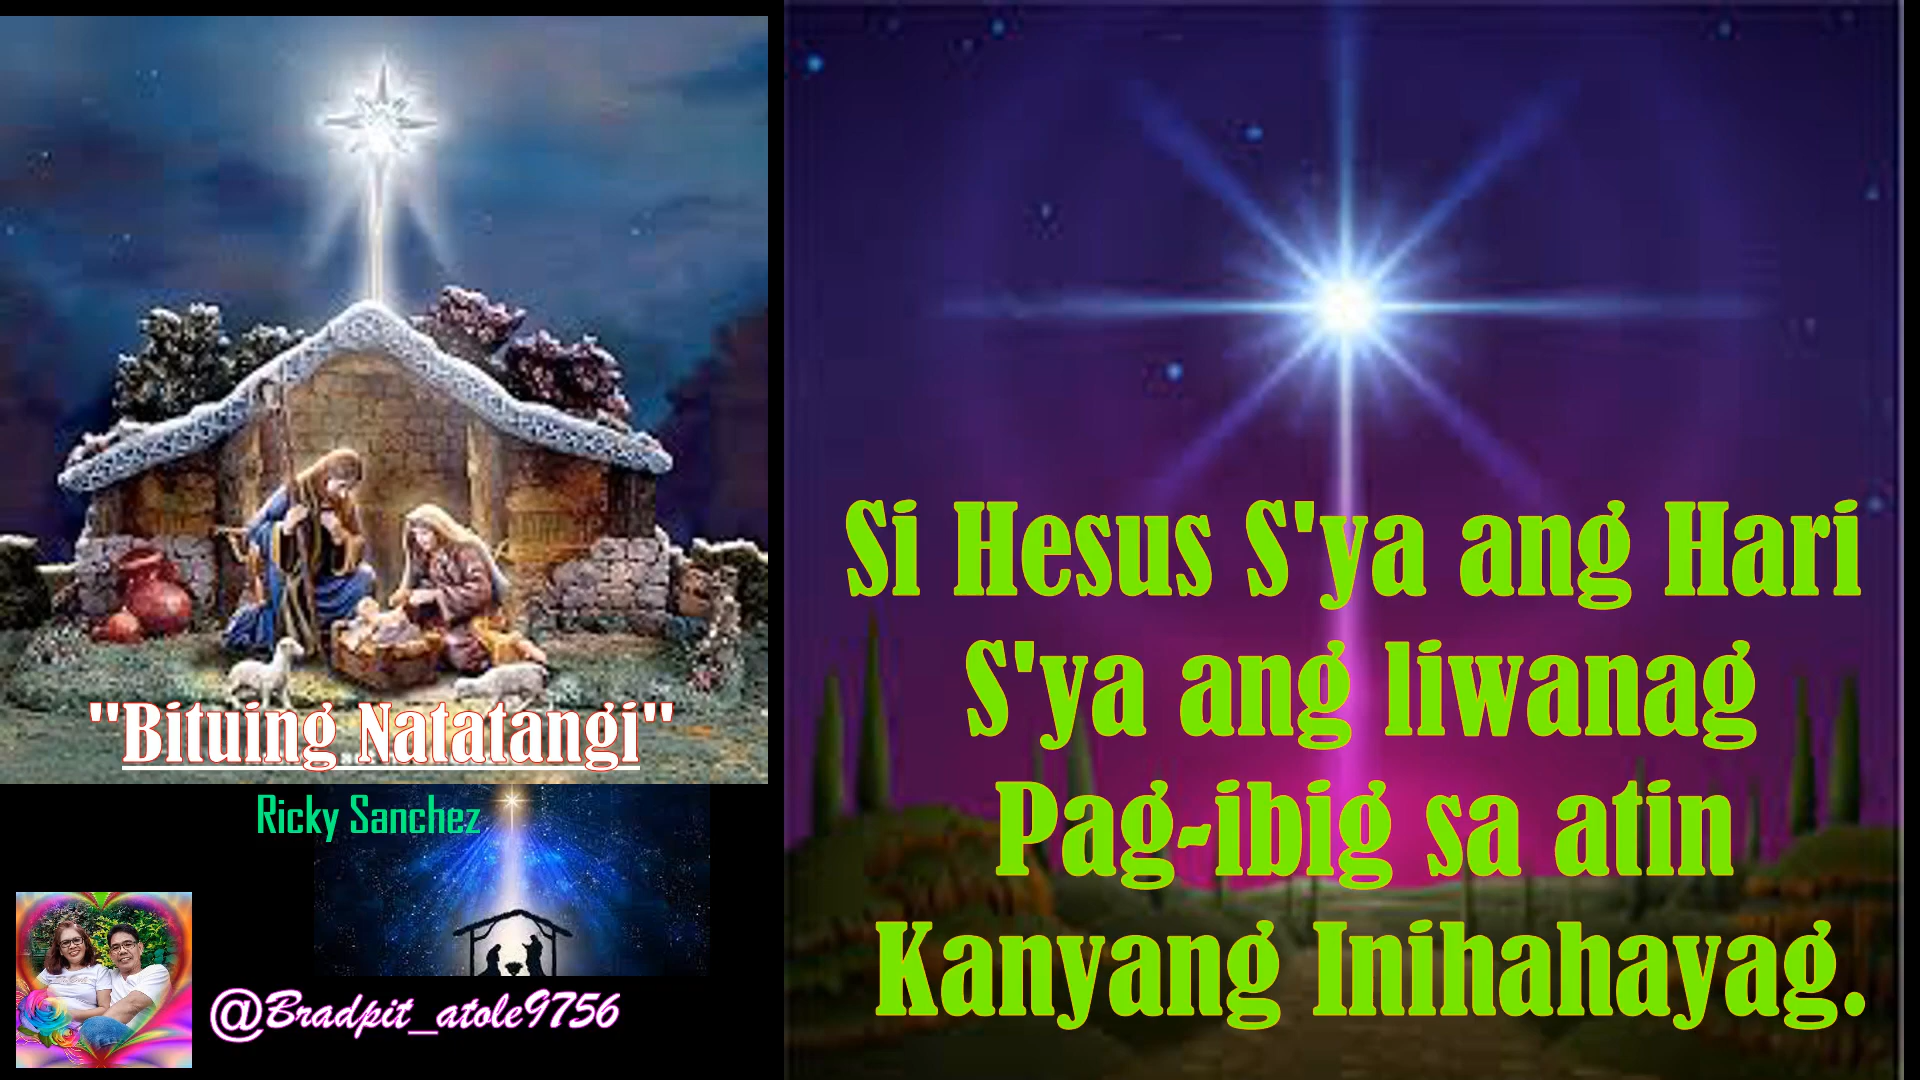 "Bituing Natatangi"
Ricky Sanchez
@Bradpit_atole9756
Si Hesus S'ya ang Hari
S'ya ang liwanag
Pag-ibig sa atin
Kanyang Inihahayag.